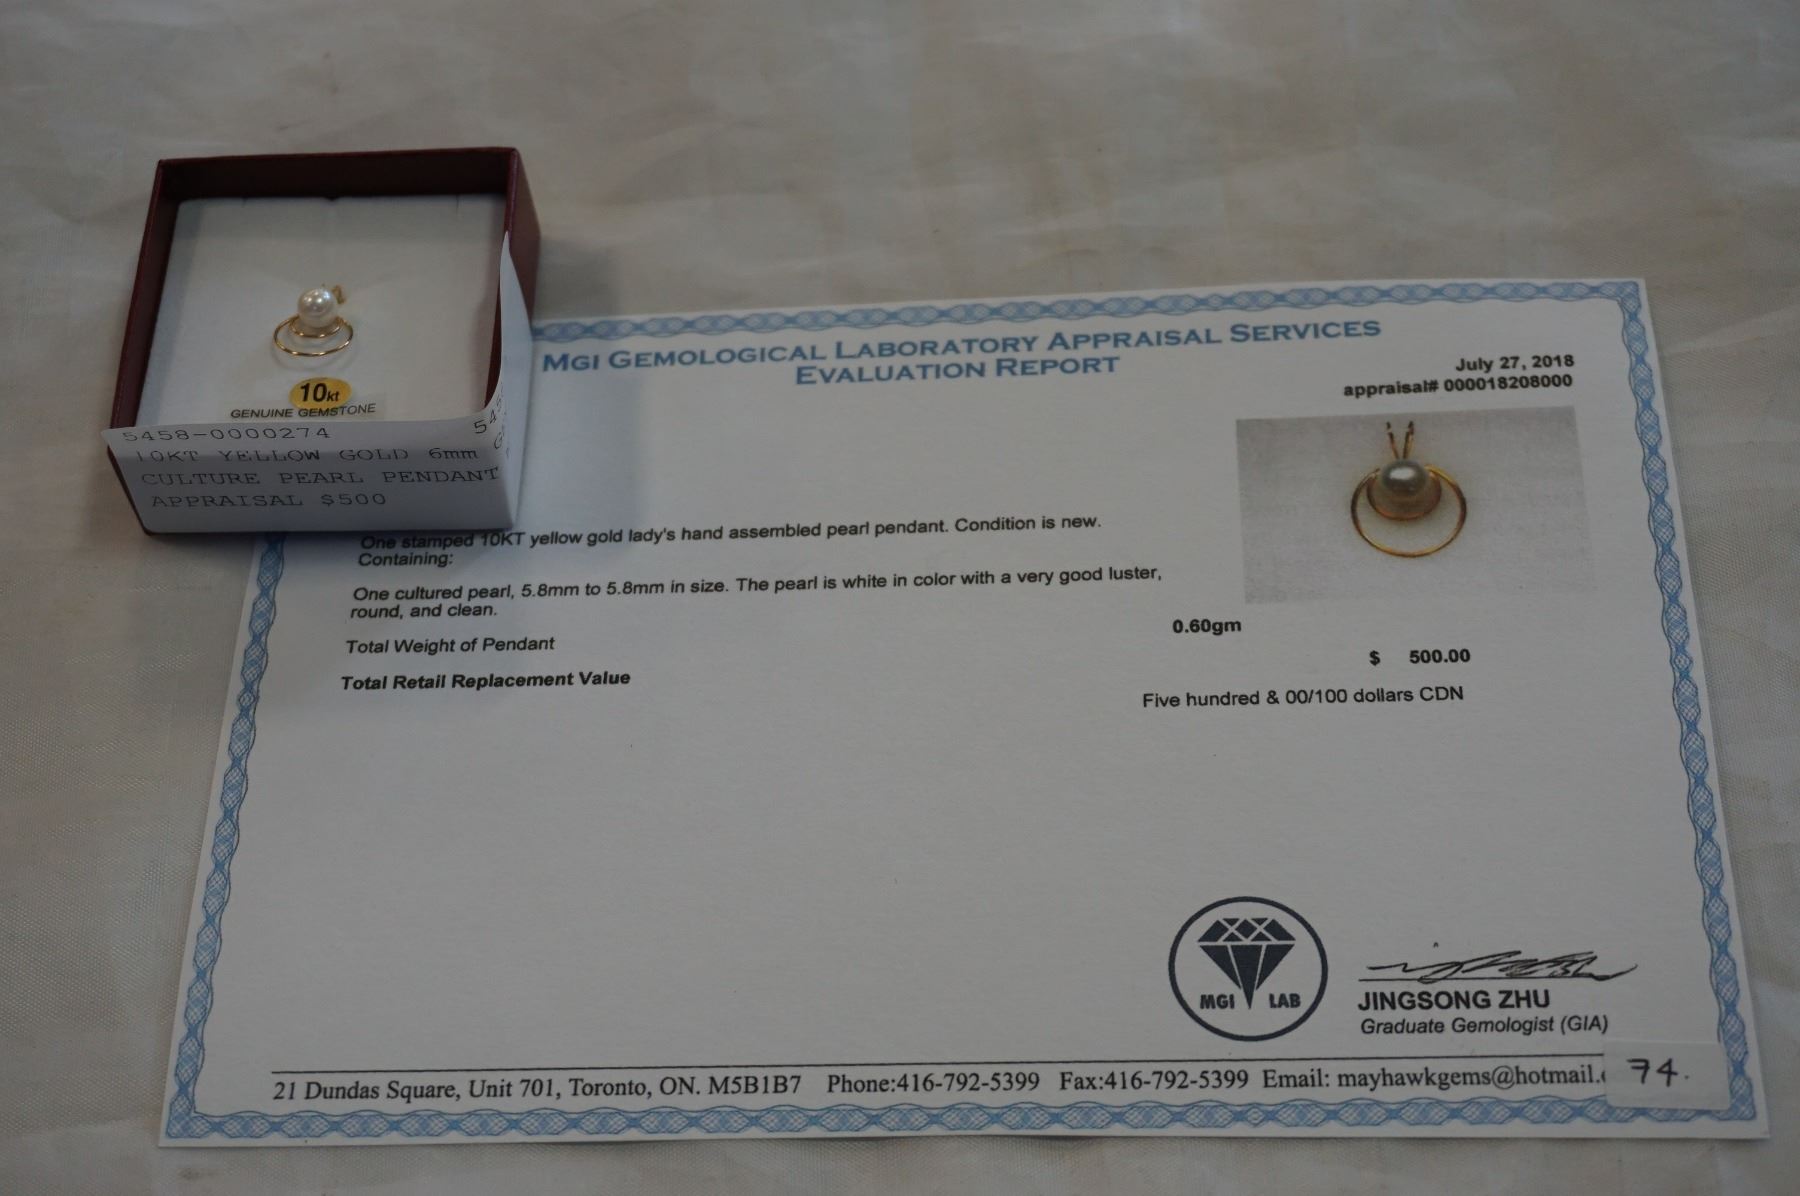 10kt
GENUINE GEMSTONE
5458-0000274
10KT YELLOW GOLD 6mm
CULTURE PEARL PENDANT
APPRAISAL $500
MGI GEMOLOGICAL LABORATORY APPRAISAL SERVICES
EVALUATION REPORT
July 27, 2018
appraisal# 000018208000
One stamped 10KT yellow gold lady's hand assembled pearl pendant. Condition is new.
Containing:
One cultured pearl, 5.8mm to 5.8mm in size. The pearl is white in color with a very good luster,
round, and clean.
Total Weight of Pendant 0.60gm
Total Retail Replacement Value $ 500.00
Five hundred & 00/100 dollars CDN
MGI LAB
JINGSONG ZHU
Graduate Gemologist (GIA)
21 Dundas Square, Unit 701, Toronto, ON. M5B1B7 Phone:416-792-5399 Fax:416-792-5399 Email: mayhawkgems@hotmail.
74.